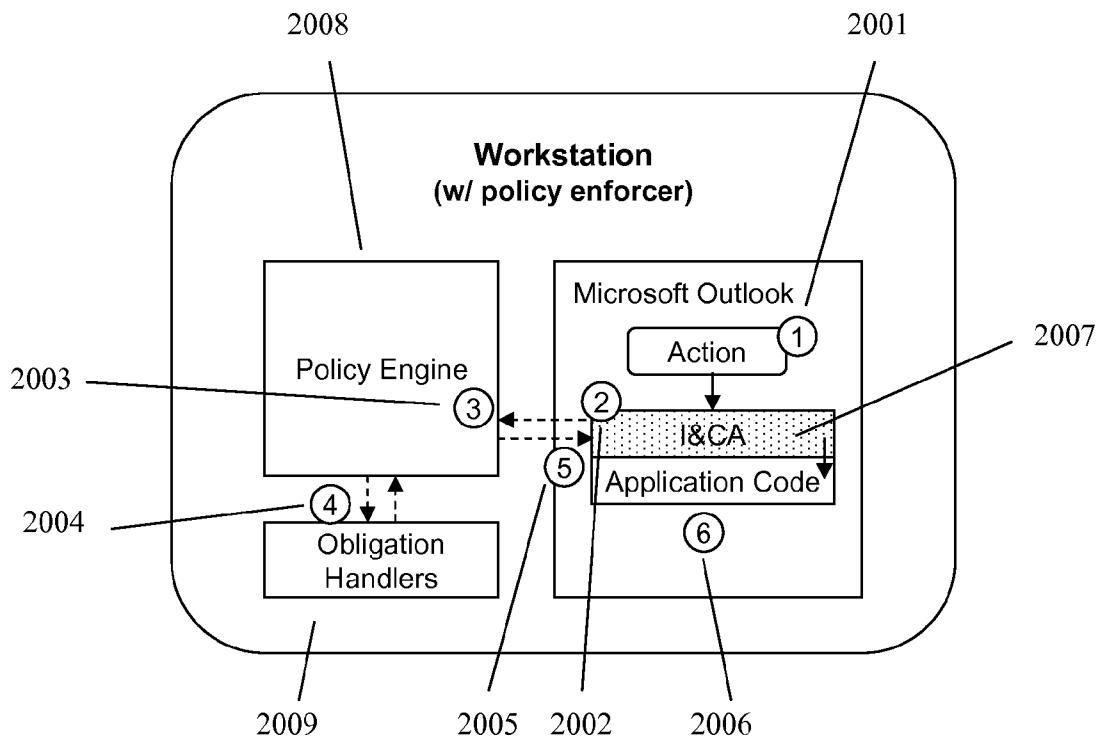 2008
2001
Workstation
(w/ policy enforcer)
Microsoft Outlook
1
Action
2007
2003
Policy Engine
3
2
I&CA
5
Application Code
2004
4
6
Obligation
Handlers
2009
2005
2002
2006